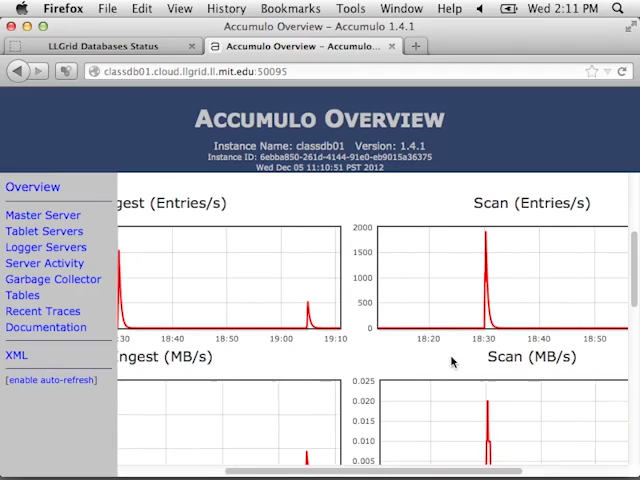 Firefox File Edit View History Bookmarks Tools Window Help Wed 2:11 PM
Accumulo Overview – Accumulo 1.4.1
LLGrid Databases Status
Accumulo Overview – Accumulo...
classdb01.cloud.llgrid.ll.mit.edu:50095
ACCUMULO OVERVIEW
Instance Name: classdb01 Version: 1.4.1
Instance ID: 6ebba850-261d-4144-91e0-eb9015a36375
Wed Dec 05 11:10:51 PST 2012
Overview
Master Server
Tablet Servers
Logger Servers
Server Activity
Garbage Collector
Tables
Recent Traces
Documentation
XML
[enable auto-refresh]
gest (Entries/s)
:30 18:40 18:50 19:00 19:10
Scan (Entries/s)
2000
1500
1000
500
0
18:20 18:30 18:40 18:50
Ingest (MB/s)
Scan (MB/s)
0.025
0.020
0.015
0.010
0.005